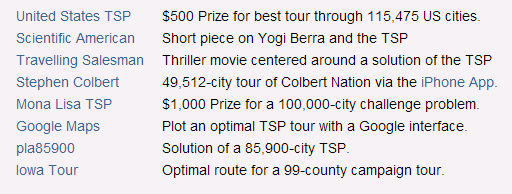 United States TSP $500 Prize for best tour through 115,475 US cities.
Scientific American Short piece on Yogi Berra and the TSP
Travelling Salesman Thriller movie centered around a solution of the TSP
Stephen Colbert 49,512-city tour of Colbert Nation via the iPhone App.
Mona Lisa TSP $1,000 Prize for a 100,000-city challenge problem.
Google Maps Plot an optimal TSP tour with a Google interface.
pla85900 Solution of a 85,900-city TSP.
Iowa Tour Optimal route for a 99-county campaign tour.